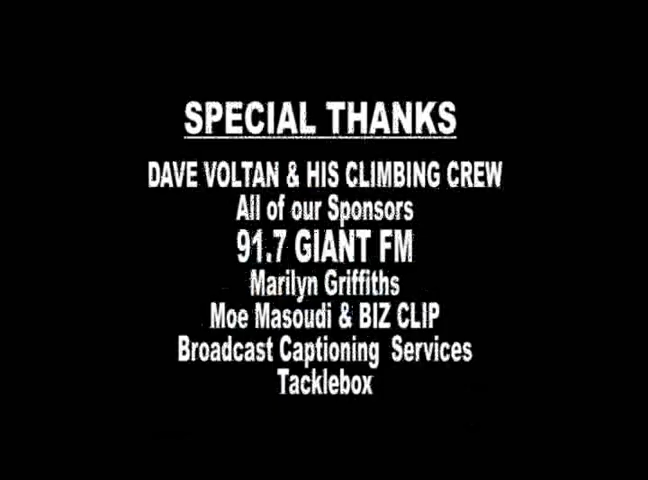 SPECIAL THANKS
DAVE VOLTAN & HIS CLIMBING CREW
All of our Sponsors
91.7 GIANT FM
Marilyn Griffiths
Moe Masoudi & BIZ CLIP
Broadcast Captioning Services
Tacklebox